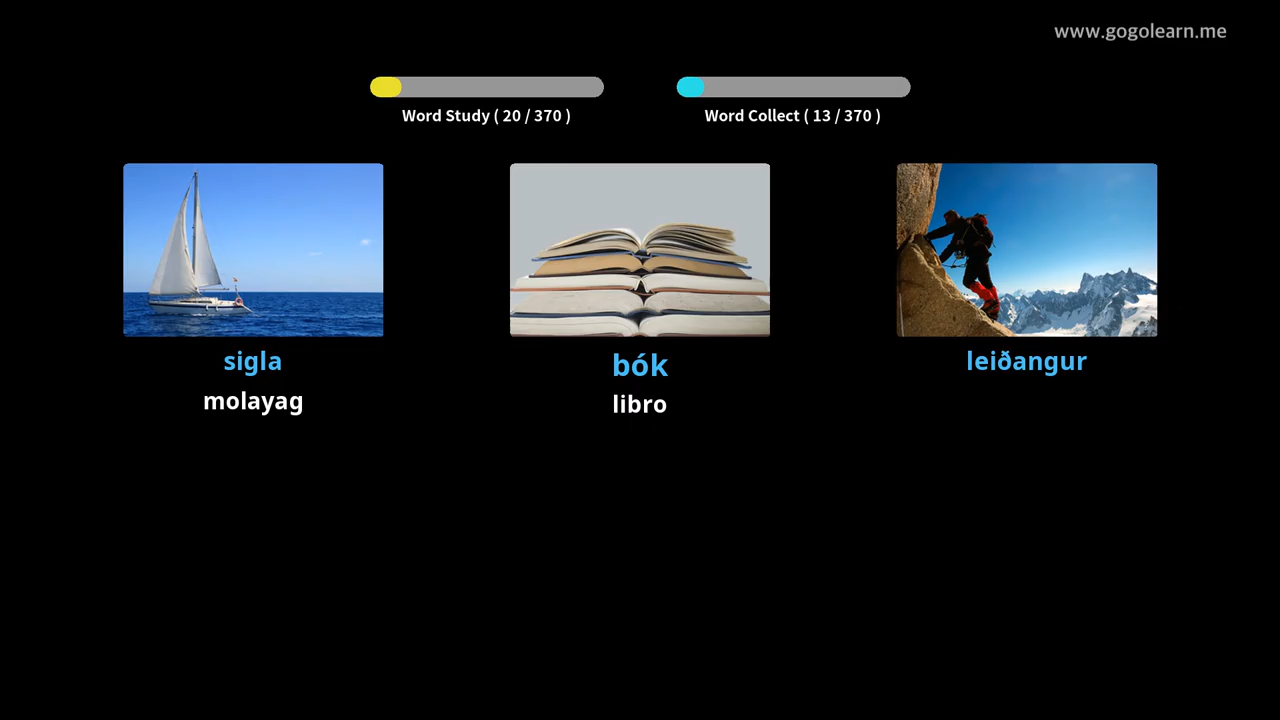 www.gogolearn.me
Word Study ( 20 / 370 )
Word Collect ( 13 / 370 )
sigla
molayag
bók
libro
leiðangur